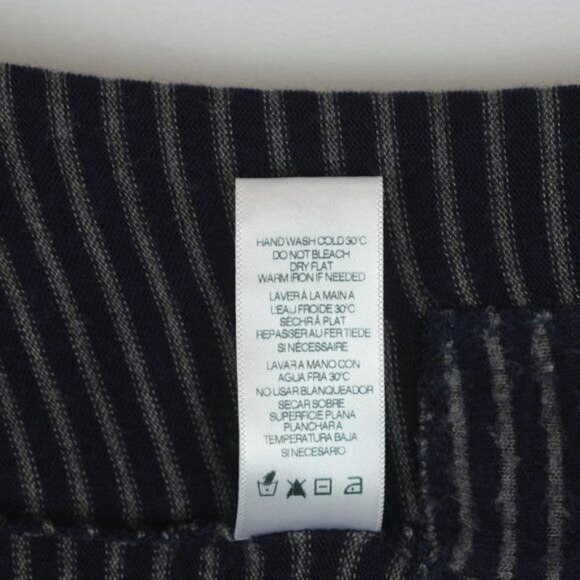 HAND WASH COLD 30°C
DO NOT BLEACH
DRY FLAT
WARM IRON IF NEEDED
LAVER À LA MAIN A
L'EAU FROIDE 30°C
SÉCHR À PLAT
REPASSER AU FER TIEDE
SI NÉCESSAIRE
LAVAR A MANO CON
AGUA FRIA 30°C
NO USAR BLANQUEADOR
SECAR SOBRE
SUPERFICIE PLANA
PLANCHAR A
TEMPERATURA BAJA
SI NECESARIO